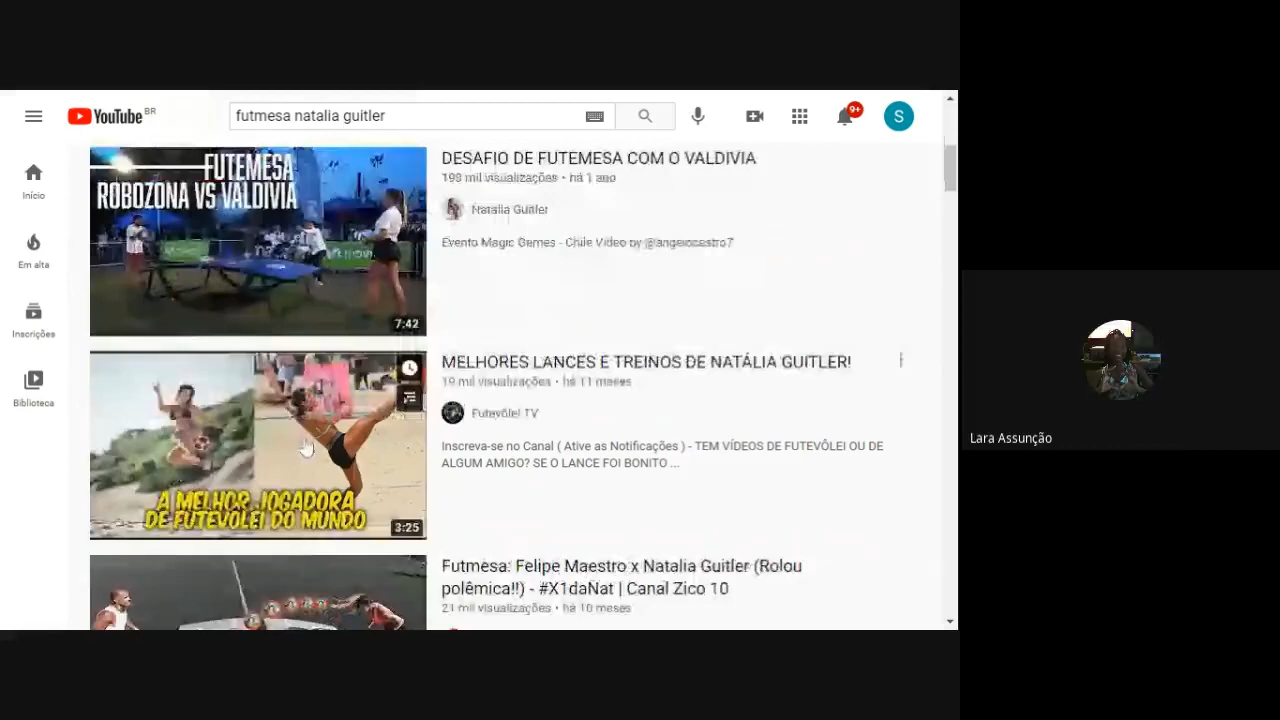 YouTube BR
futmesa natalia guitler
9+
S
Início
Em alta
Inscrições
Biblioteca
FUTEMESA
ROBOZONA VS VALDIVIA
7:42
DESAFIO DE FUTEMESA COM O VALDIVIA
198 mil visualizações • há 1 ano
Natalia Guitler
Evento Magic Games - Chile Video by @langeloncastro7
A MELHOR JOGADORA
DE FUTEVÔLEI DO MUNDO
3:25
MELHORES LANCES E TREINOS DE NATÁLIA GUITLER!
19 mil visualizações • há 11 meses
Futevôlei TV
Inscreva-se no Canal ( Ative as Notificações ) - TEM VÍDEOS DE FUTEVÔLEI OU DE
ALGUM AMIGO? SE O LANCE FOI BONITO ...
Futmesa: Felipe Maestro x Natalia Guitler (Rolou
polêmica!!) - #X1daNat | Canal Zico 10
21 mil visualizações • há 10 meses
Lara Assunção